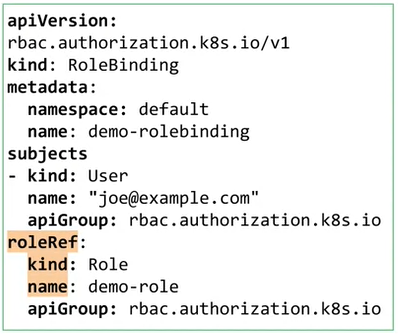 apiVersion:
rbac.authorization.k8s.io/v1
kind: RoleBinding
metadata:
  namespace: default
  name: demo-rolebinding
subjects
- kind: User
  name: "joe@example.com"
  apiGroup: rbac.authorization.k8s.io
roleRef:
  kind: Role
  name: demo-role
  apiGroup: rbac.authorization.k8s.io